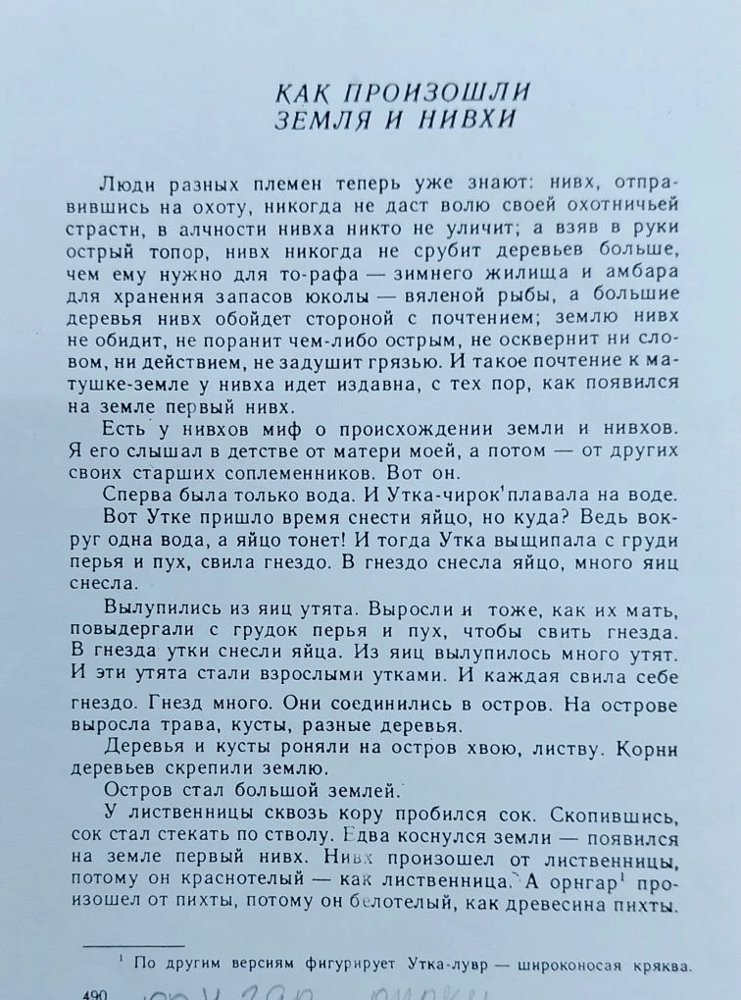 КАК ПРОИЗОШЛИ
ЗЕМЛЯ И НИВХИ
Люди разных племен теперь уже знают: нивх, отпра-
вившись на охоту, никогда не даст волю своей охотничьей
страсти, в алчности нивха никто не уличит; а взяв в руки
острый топор, нивх никогда не срубит деревьев больше,
чем ему нужно для то-рафа — зимнего жилища и амбара
для хранения запасов юколы — вяленой рыбы, а большие
деревья нивх обойдет стороной с почтением; землю нивх
не обидит, не поранит чем-либо острым, не осквернит ни сло-
вом, ни действием, не задушит грязью. И такое почтение к ма-
тушке-земле у нивха идет издавна, с тех пор, как появился
на земле первый нивх.
Есть у нивхов миф о происхождении земли и нивхов.
Я его слышал в детстве от матери моей, а потом — от других
своих старших соплеменников. Вот он.
Сперва была только вода. И Утка-чирок¹ плавала на воде.
Вот Утке пришло время снести яйцо, но куда? Ведь вок-
руг одна вода, а яйцо тонет! И тогда Утка выщипала с груди
перья и пух, свила гнездо. В гнездо снесла яйцо, много яиц
снесла.
Вылупились из яиц утята. Выросли и тоже, как их мать,
повыдергали с грудок перья и пух, чтобы свить гнезда.
В гнезда утки снесли яйца. Из яиц вылупилось много утят.
И эти утята стали взрослыми утками. И каждая свила себе
гнездо. Гнезд много. Они соединились в остров. На острове
выросла трава, кусты, разные деревья.
Деревья и кусты роняли на остров хвою, листву. Корни
деревьев скрепили землю.
Остров стал большой землей.
У лиственницы сквозь кору пробился сок. Скопившись,
сок стал стекать по стволу. Едва коснулся земли — появился
на земле первый нивх. Нивх произошел от лиственницы,
потому он краснотелый — как лиственница. А орнгар¹ про-
изошел от пихты, потому он белотелый, как древесина пихты.
¹ По другим версиям фигурирует Утка-лувр — широконосая кряква.
490